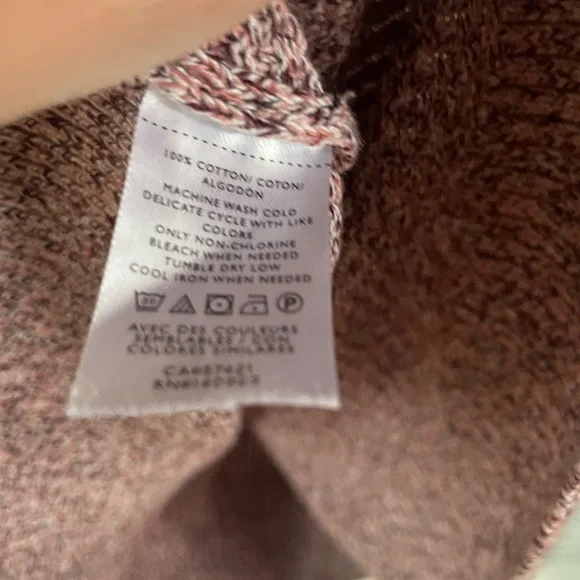 100% COTTON/ COTON/
ALGODÓN
MACHINE WASH COLD
DELICATE CYCLE WITH LIKE
COLORS
ONLY NON-CHLORINE
BLEACH WHEN NEEDED
TUMBLE DRY LOW
COOL IRON WHEN NEEDED
P
AVEC DES COULEURS
SEMBLABLES / CON
COLORES SIMILARES